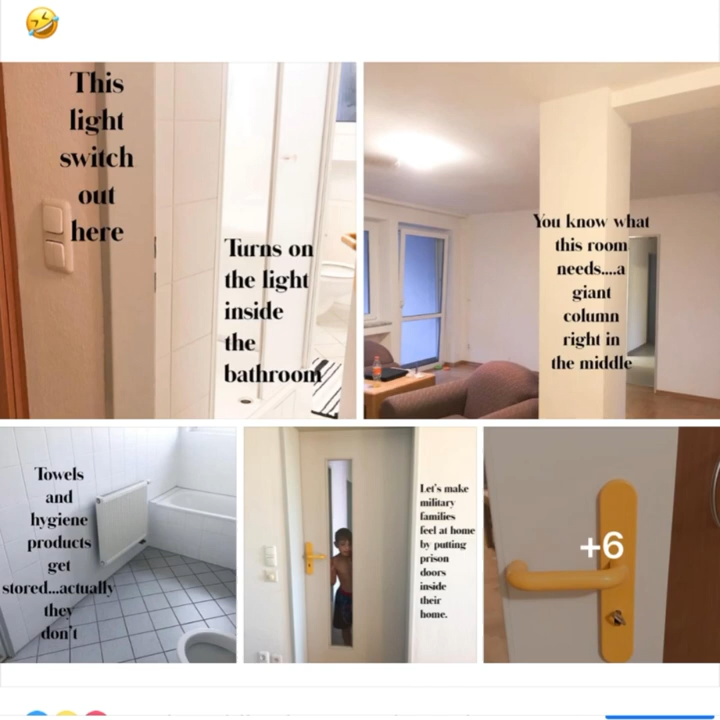 This
light
switch
out
here
Turns on
the light
inside
the
bathroom
You know what
this room
needs....a
giant
column
right in
the middle
Towels
and
hygiene
products
get
stored...actually
they
don't
Let's make
military
families
feel at home
by putting
prison
doors
inside
their
home.
+6